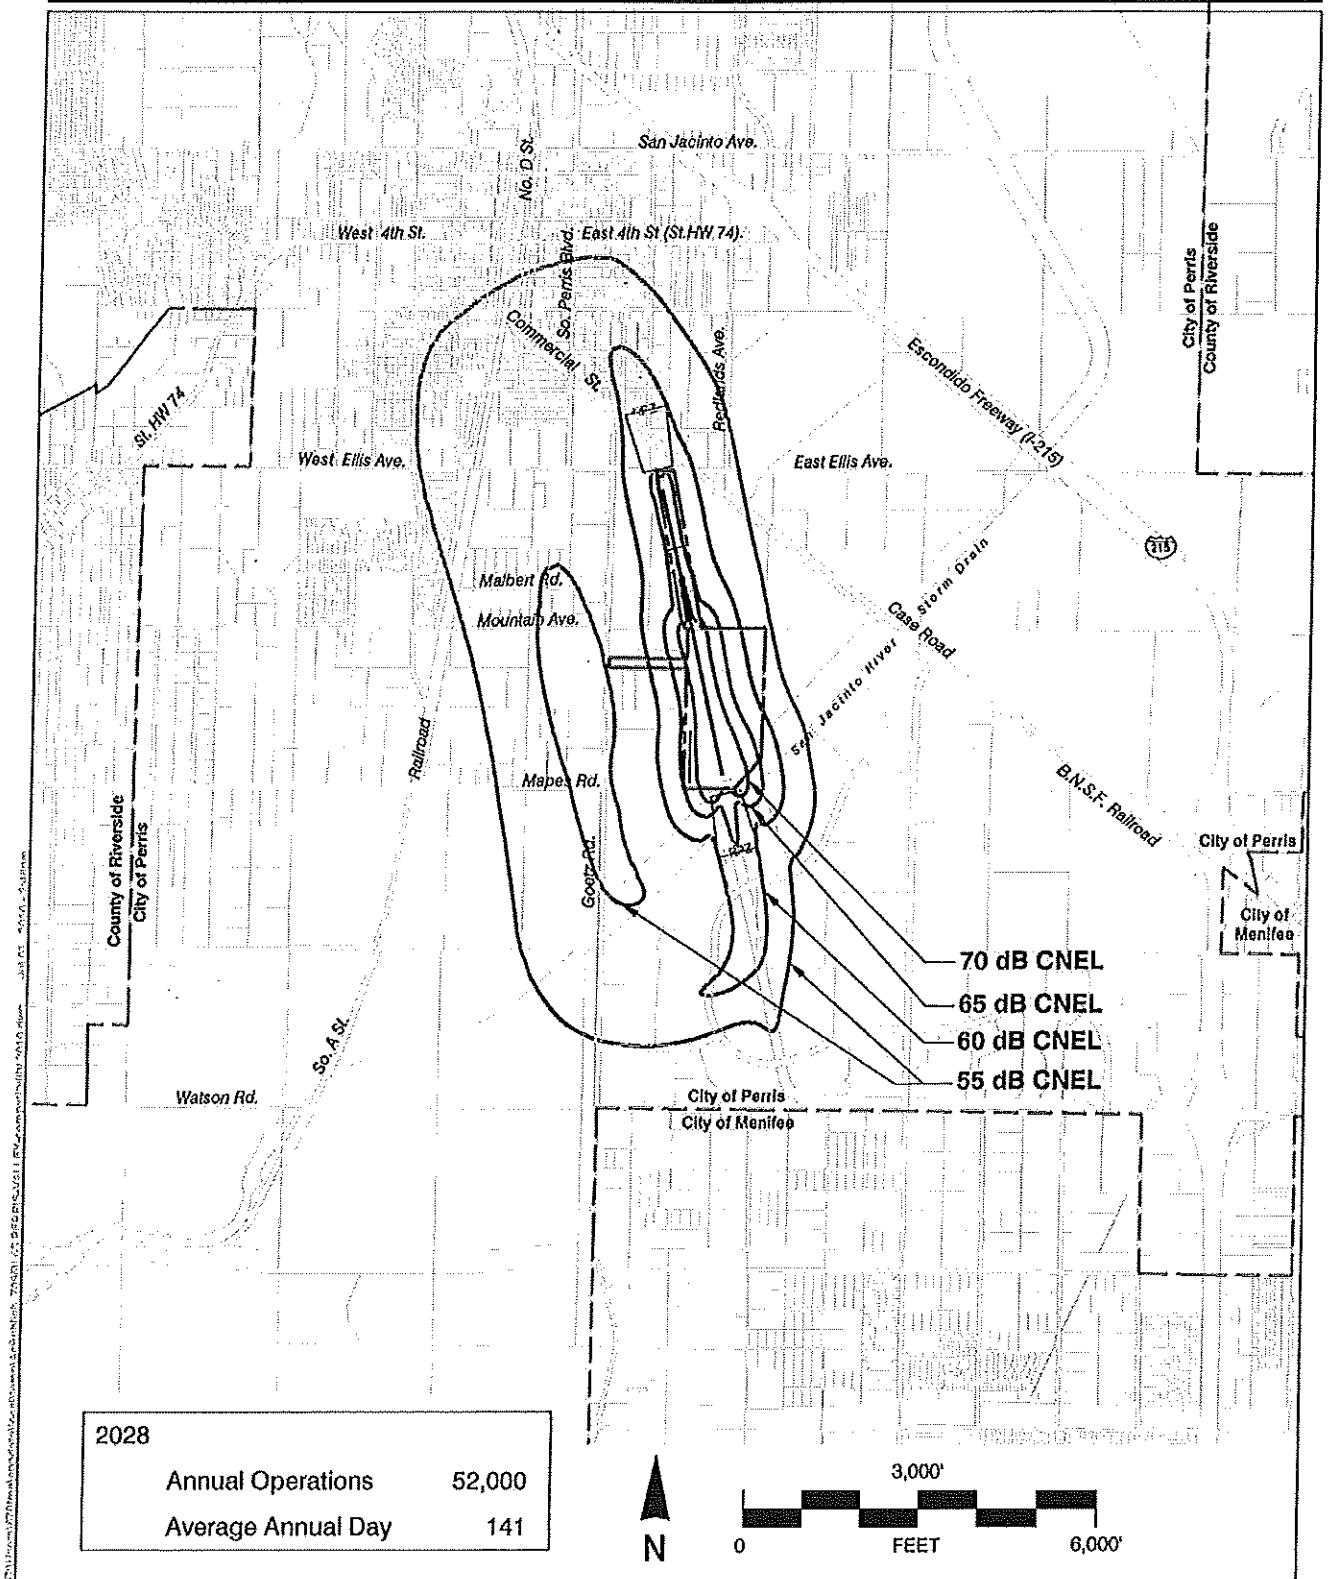 San Jacinto Ave.
No. D St.
West 4th St.
East 4th St (St.HW 74).
So. Perris Blvd.
City of Perris
County of Riverside
Commercial St.
Redlands Ave.
Escondido Freeway (I-215)
St. HW 74
West Ellis Ave.
East Ellis Ave.
215
Storm Drain
Malbert Rd.
Mountain Ave.
Case Road
San Jacinto River
Railroad
Mapes Rd.
B.N.S.F. Railroad
County of Riverside
City of Perris
Goetz Rd.
RPZ
City of Perris
City of Menifee
70 dB CNEL
65 dB CNEL
60 dB CNEL
55 dB CNEL
So. A St.
Watson Rd.
City of Perris
City of Menifee
2028
Annual Operations 52,000
Average Annual Day 141
N
3,000'
0 FEET 6,000'